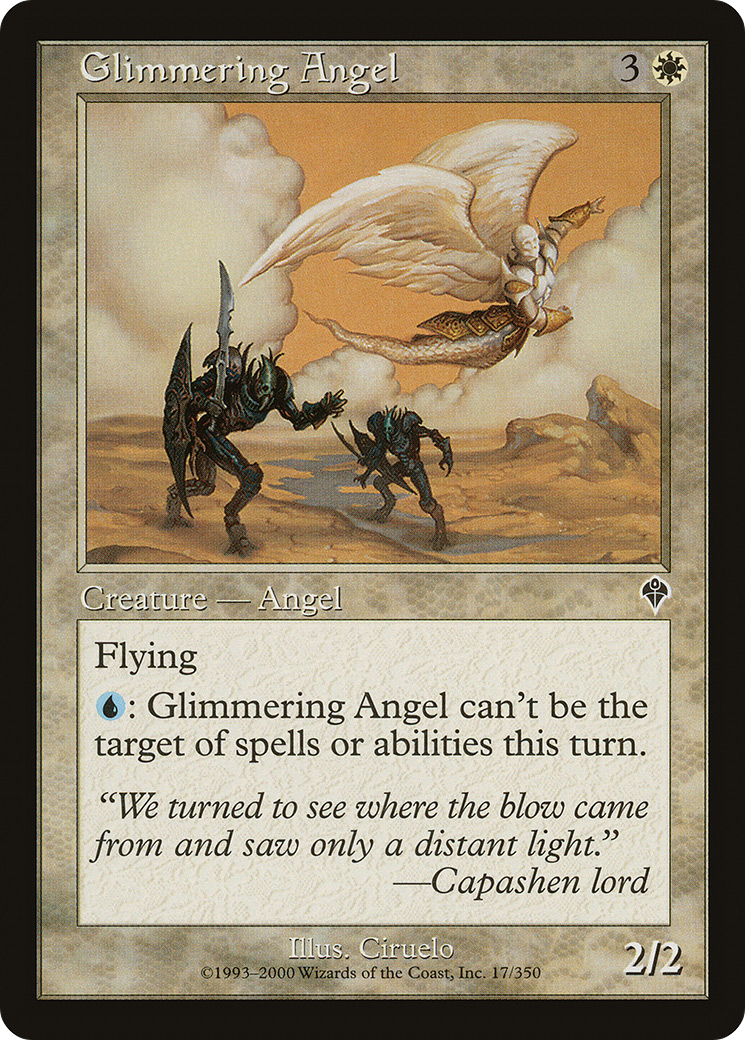 Glimmering Angel 3
Creature — Angel
Flying
: Glimmering Angel can't be the
target of spells or abilities this turn.
“We turned to see where the blow came
from and saw only a distant light.”
—Capashen lord
Illus. Ciruelo
©1993–2000 Wizards of the Coast, Inc. 17/350
2/2